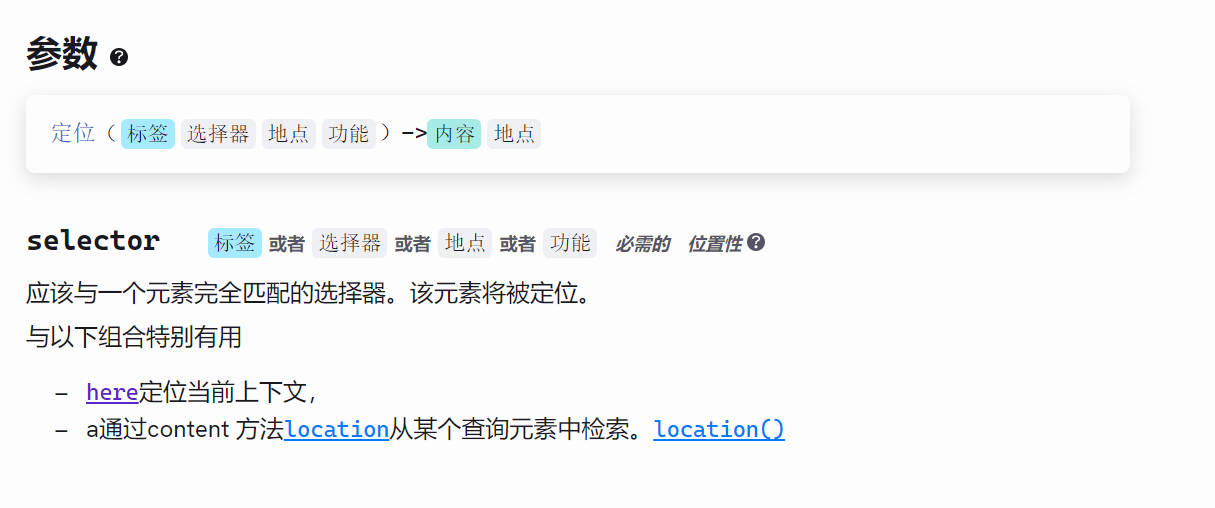 参数 ?
定位（标签 选择器 地点 功能）->内容 地点
selector 标签 或者 选择器 或者 地点 或者 功能 必需的 位置性 ?
应该与一个元素完全匹配的选择器。该元素将被定位。
与以下组合特别有用
– here定位当前上下文，
– a通过content 方法location从某个查询元素中检索。location()